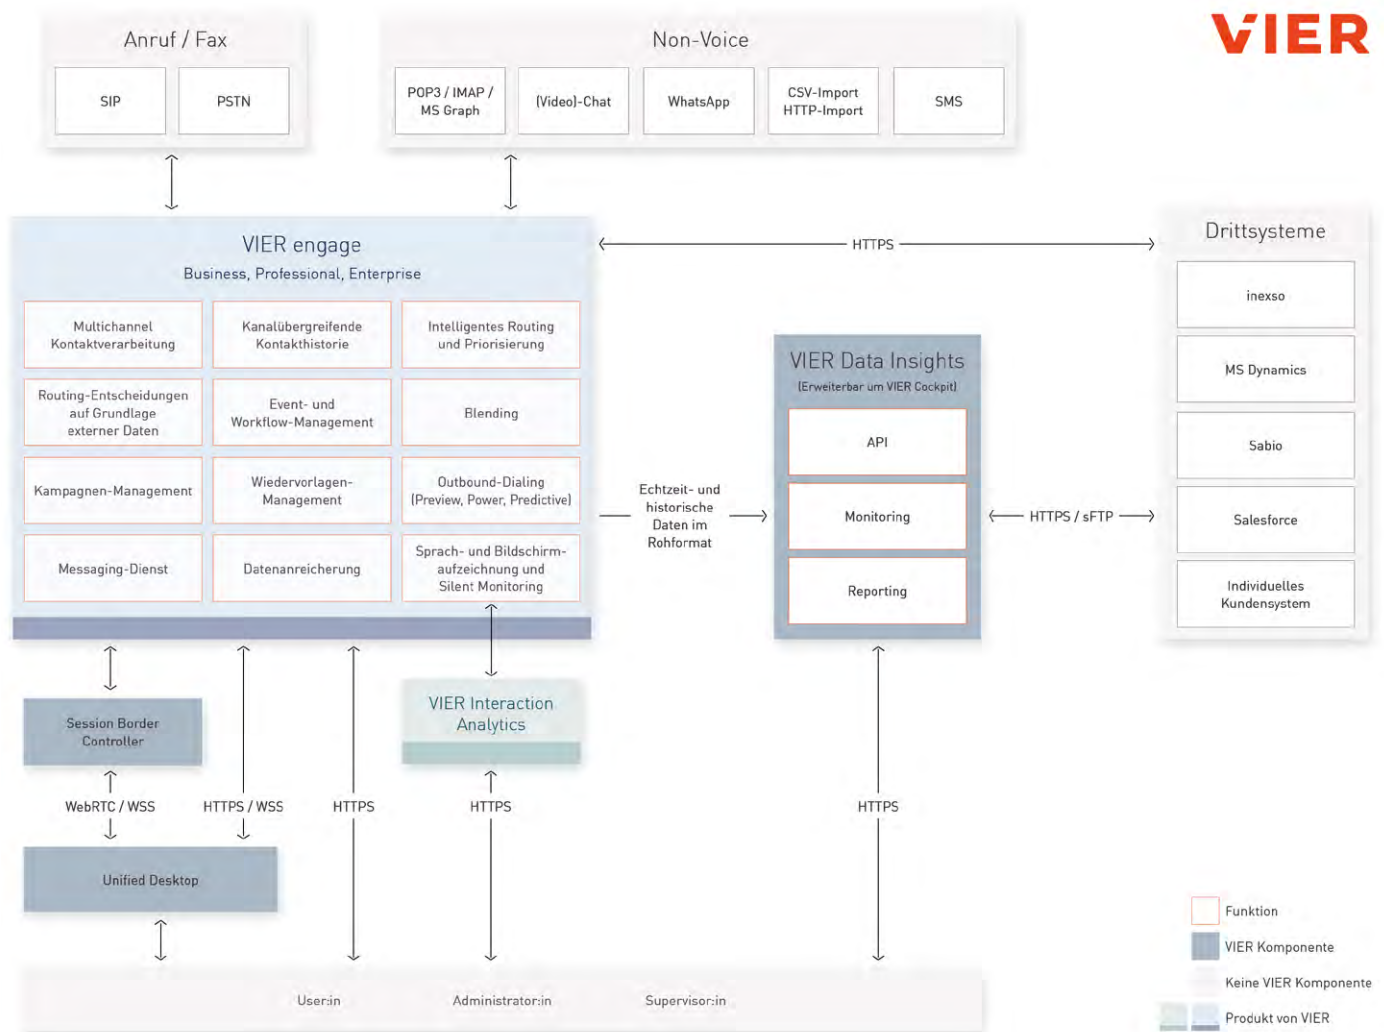 Anruf / Fax
SIP
PSTN
Non-Voice
POP3 / IMAP /
MS Graph
(Video)-Chat
WhatsApp
CSV-Import
HTTP-Import
SMS
VIER
VIER engage
Business, Professional, Enterprise
Multichannel
Kontaktverarbeitung
Kanalübergreifende
Kontakthistorie
Intelligentes Routing
und Priorisierung
Routing-Entscheidungen
auf Grundlage
externer Daten
Event- und
Workflow-Management
Blending
Kampagnen-Management
Wiedervorlagen-
Management
Outbound-Dialing
(Preview, Power, Predictive)
Messaging-Dienst
Datenanreicherung
Sprach- und Bildschirm-
aufzeichnung und
Silent Monitoring
HTTPS
Echtzeit- und
historische
Daten im
Rohformat
VIER Data Insights
(Erweiterbar um VIER Cockpit)
API
Monitoring
Reporting
HTTPS / sFTP
Drittsysteme
inexso
MS Dynamics
Sabio
Salesforce
Individuelles
Kundensystem
Session Border
Controller
VIER Interaction
Analytics
WebRTC / WSS
HTTPS / WSS
HTTPS
HTTPS
HTTPS
Unified Desktop
User:in
Administrator:in
Supervisor:in
Funktion
VIER Komponente
Keine VIER Komponente
Produkt von VIER